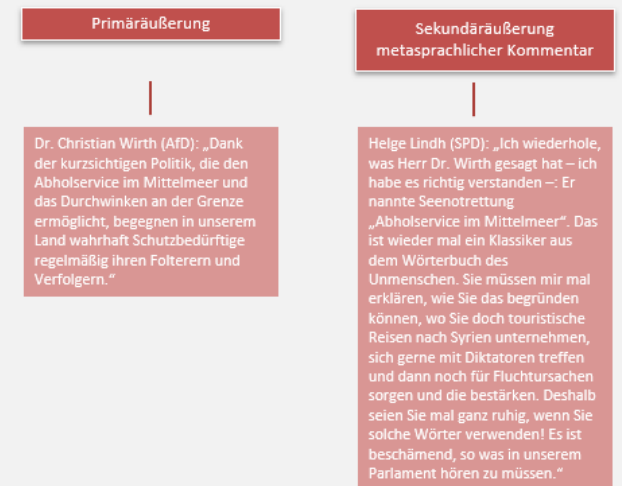 Primäräußerung
Dr. Christian Wirth (AfD): „Dank
der kurzsichtigen Politik, die den
Abholservice im Mittelmeer und
das Durchwinken an der Grenze
ermöglicht, begegnen in unserem
Land wahrhaft Schutzbedürftige
regelmäßig ihren Folterern und
Verfolgern.“
Sekundäräußerung
metasprachlicher Kommentar
Helge Lindh (SPD): „Ich wiederhole,
was Herr Dr. Wirth gesagt hat – ich
habe es richtig verstanden –: Er
nannte Seenotrettung
„Abholservice im Mittelmeer“. Das
ist wieder mal ein Klassiker aus
dem Wörterbuch des
Unmenschen. Sie müssen mir mal
erklären, wie Sie das begründen
können, wo Sie doch touristische
Reisen nach Syrien unternehmen,
sich gerne mit Diktatoren treffen
und dann noch für Fluchtursachen
sorgen und die bestärken. Deshalb
seien Sie mal ganz ruhig, wenn Sie
solche Wörter verwenden! Es ist
beschämend, so was in unserem
Parlament hören zu müssen.“